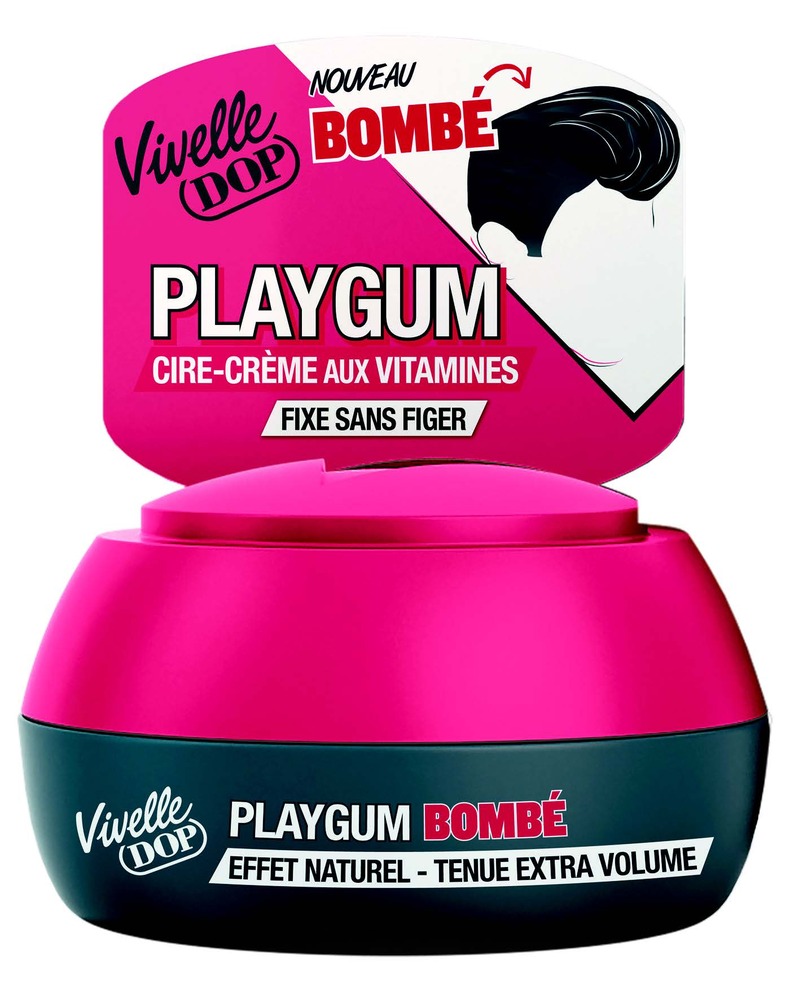 Vivelle
DOP
NOUVEAU
BOMBÉ
PLAYGUM
CIRE-CRÈME AUX VITAMINES
FIXE SANS FIGER
Vivelle
DOP
PLAYGUM BOMBÉ
EFFET NATUREL - TENUE EXTRA VOLUME